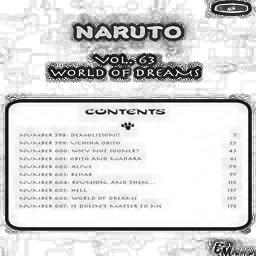 NARUTO
VOL. 63
WORLD OF DREAMS
CONTENTS
NUMBER 598: DEMOLITION!! 7
NUMBER 599: UCHIHA OBITO 25
NUMBER 600: WHY NOT SOONER? 43
NUMBER 601: OBITO AND MADARA 61
NUMBER 602: ALIVE 79
NUMBER 603: REHAB 97
NUMBER 604: REUNION, AND THEN... 115
NUMBER 605: HELL 137
NUMBER 606: WORLD OF DREAMS 155
NUMBER 607: IT DOESN'T MATTER TO ME 173